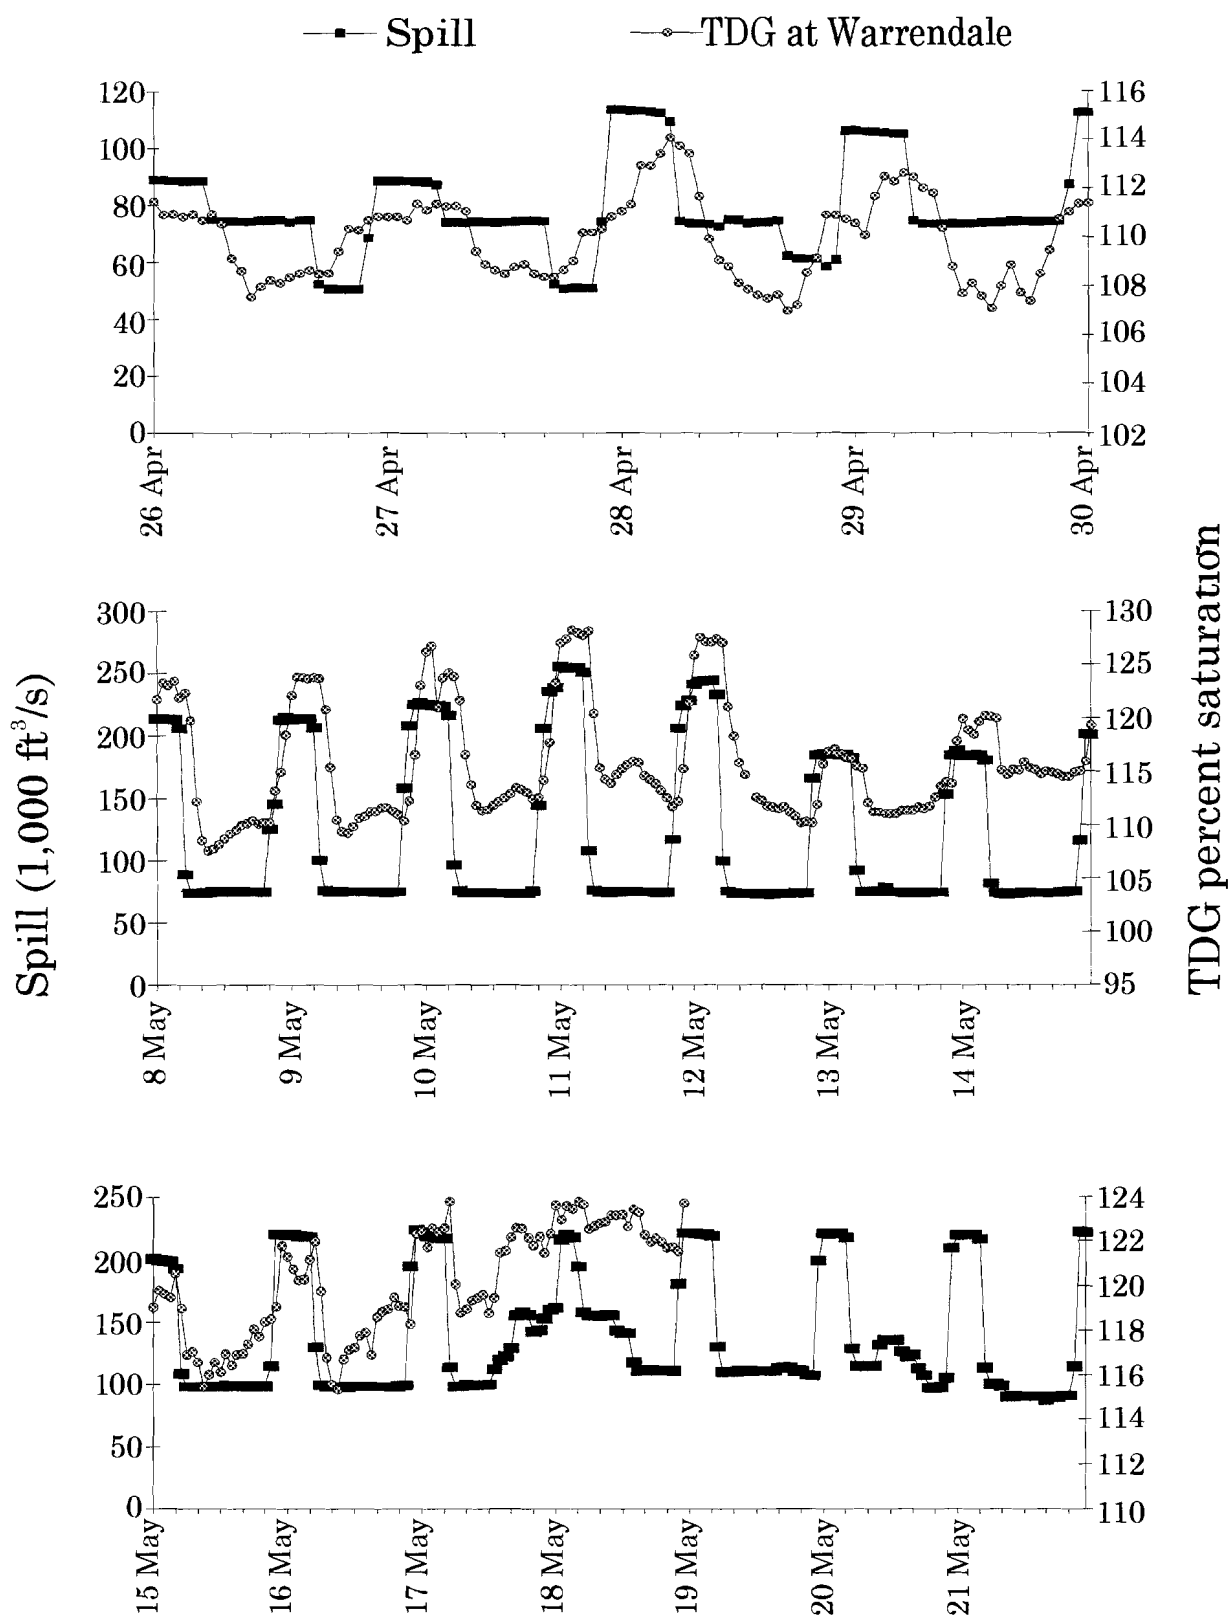 Spill
TDG at Warrendale
120
100
80
60
40
20
0
116
114
112
110
108
106
104
102
26 Apr
27 Apr
28 Apr
29 Apr
30 Apr
Spill (1,000 ft³/s)
TDG percent saturation
300
250
200
150
100
50
0
130
125
120
115
110
105
100
95
8 May
9 May
10 May
11 May
12 May
13 May
14 May
250
200
150
100
50
0
124
122
120
118
116
114
112
110
15 May
16 May
17 May
18 May
19 May
20 May
21 May